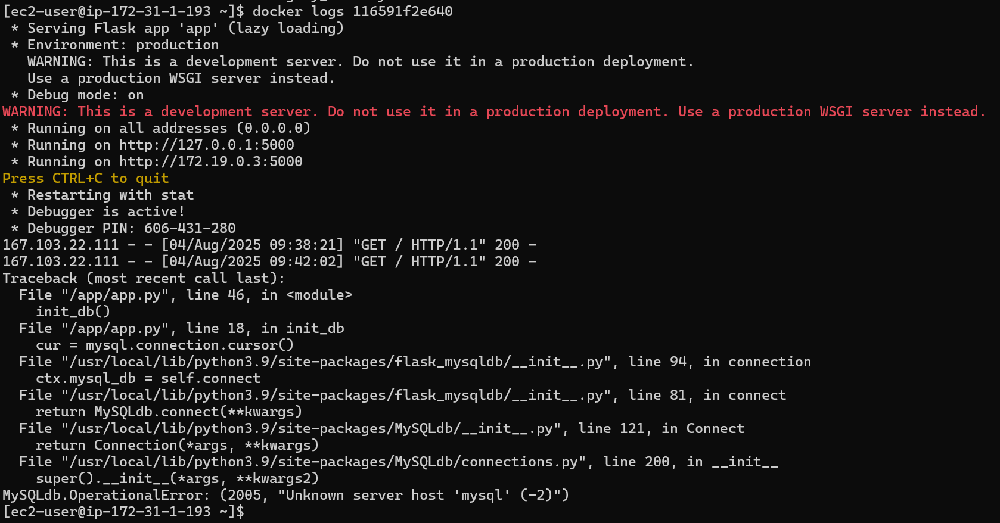 [ec2-user@ip-172-31-1-193 ~]$ docker logs 116591f2e640
 * Serving Flask app 'app' (lazy loading)
 * Environment: production
   WARNING: This is a development server. Do not use it in a production deployment.
   Use a production WSGI server instead.
 * Debug mode: on
WARNING: This is a development server. Do not use it in a production deployment. Use a production WSGI server instead.
 * Running on all addresses (0.0.0.0)
 * Running on http://127.0.0.1:5000
 * Running on http://172.19.0.3:5000
Press CTRL+C to quit
 * Restarting with stat
 * Debugger is active!
 * Debugger PIN: 606-431-280
167.103.22.111 - - [04/Aug/2025 09:38:21] "GET / HTTP/1.1" 200 -
167.103.22.111 - - [04/Aug/2025 09:42:02] "GET / HTTP/1.1" 200 -
Traceback (most recent call last):
  File "/app/app.py", line 46, in <module>
    init_db()
  File "/app/app.py", line 18, in init_db
    cur = mysql.connection.cursor()
  File "/usr/local/lib/python3.9/site-packages/flask_mysqldb/__init__.py", line 94, in connection
    ctx.mysql_db = self.connect
  File "/usr/local/lib/python3.9/site-packages/flask_mysqldb/__init__.py", line 81, in connect
    return MySQLdb.connect(**kwargs)
  File "/usr/local/lib/python3.9/site-packages/MySQLdb/__init__.py", line 121, in Connect
    return Connection(*args, **kwargs)
  File "/usr/local/lib/python3.9/site-packages/MySQLdb/connections.py", line 200, in __init__
    super().__init__(*args, **kwargs2)
MySQLdb.OperationalError: (2005, "Unknown server host 'mysql' (-2)")
[ec2-user@ip-172-31-1-193 ~]$